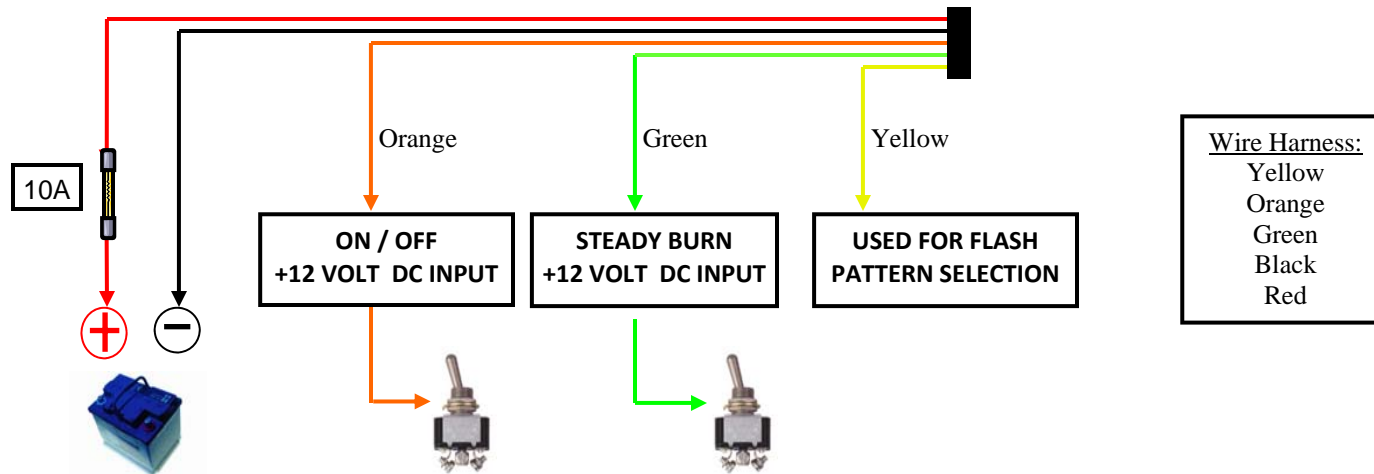 Orange
Green
Yellow
10A
ON / OFF
+12 VOLT DC INPUT
STEADY BURN
+12 VOLT DC INPUT
USED FOR FLASH
PATTERN SELECTION
Wire Harness:
Yellow
Orange
Green
Black
Red
+
−